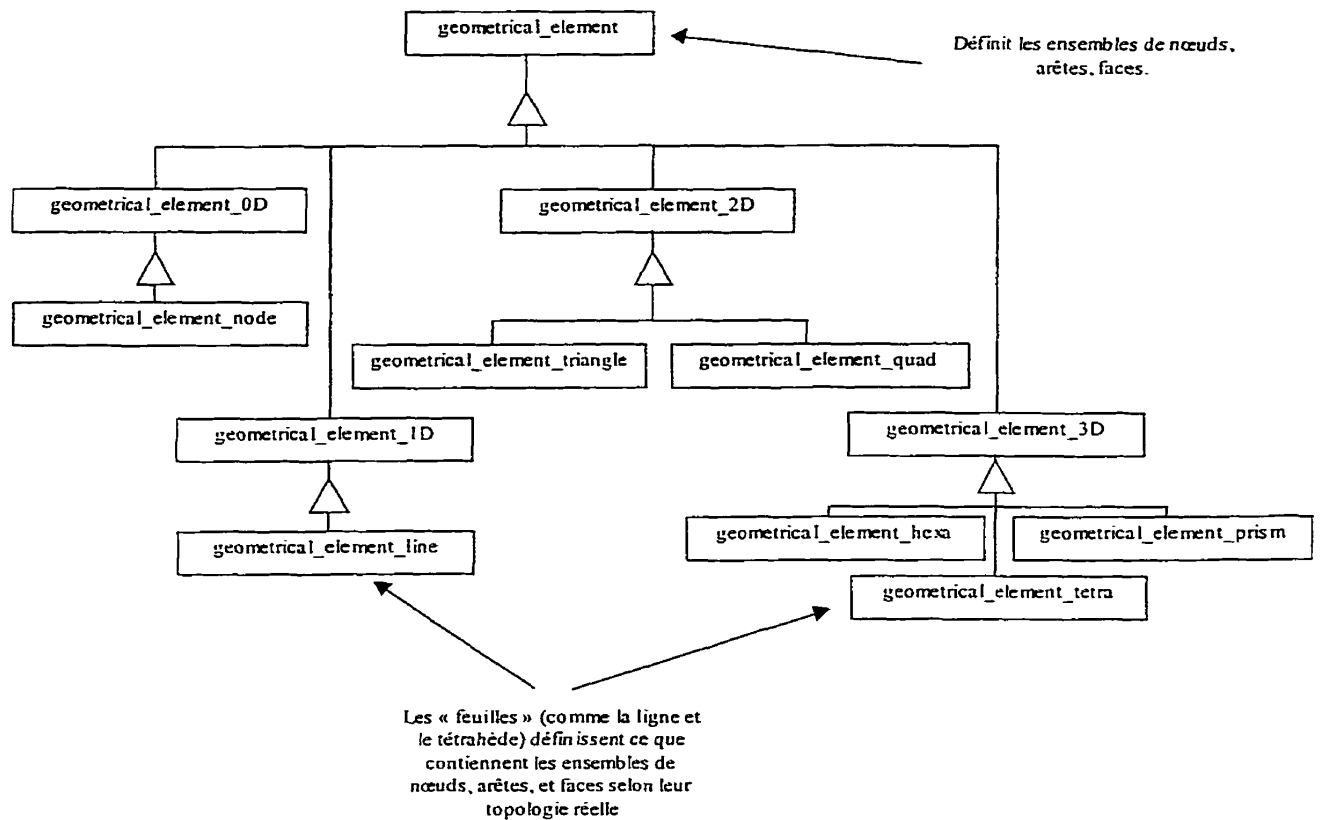 geometrical_element
Définit les ensembles de nœuds,
arêtes, faces.
geometrical_element_0D
geometrical_element_2D
geometrical_element_node
geometrical_element_triangle
geometrical_element_quad
geometrical_element_1D
geometrical_element_3D
geometrical_element_line
geometrical_element_hexa
geometrical_element_prism
geometrical_element_tetra
Les « feuilles » (comme la ligne et
le tétrahède) définissent ce que
contiennent les ensembles de
nœuds, arêtes, et faces selon leur
topologie réelle